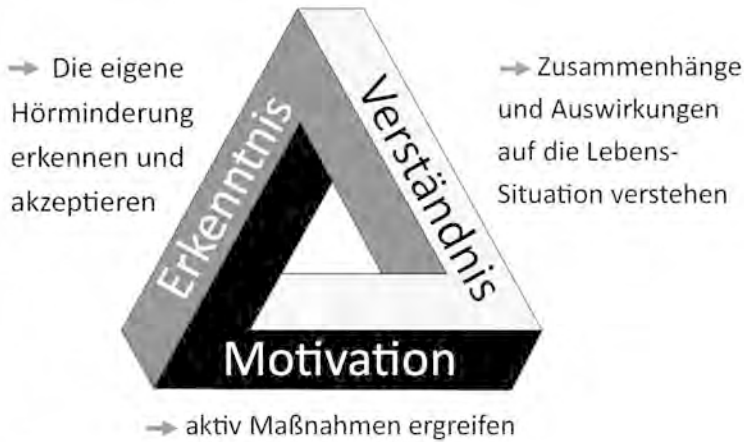 → Die eigene
Hörminderung
erkennen und
akzeptieren
Erkenntnis
Verständnis
→ Zusammenhänge
und Auswirkungen
auf die Lebens-
Situation verstehen
Motivation
→ aktiv Maßnahmen ergreifen